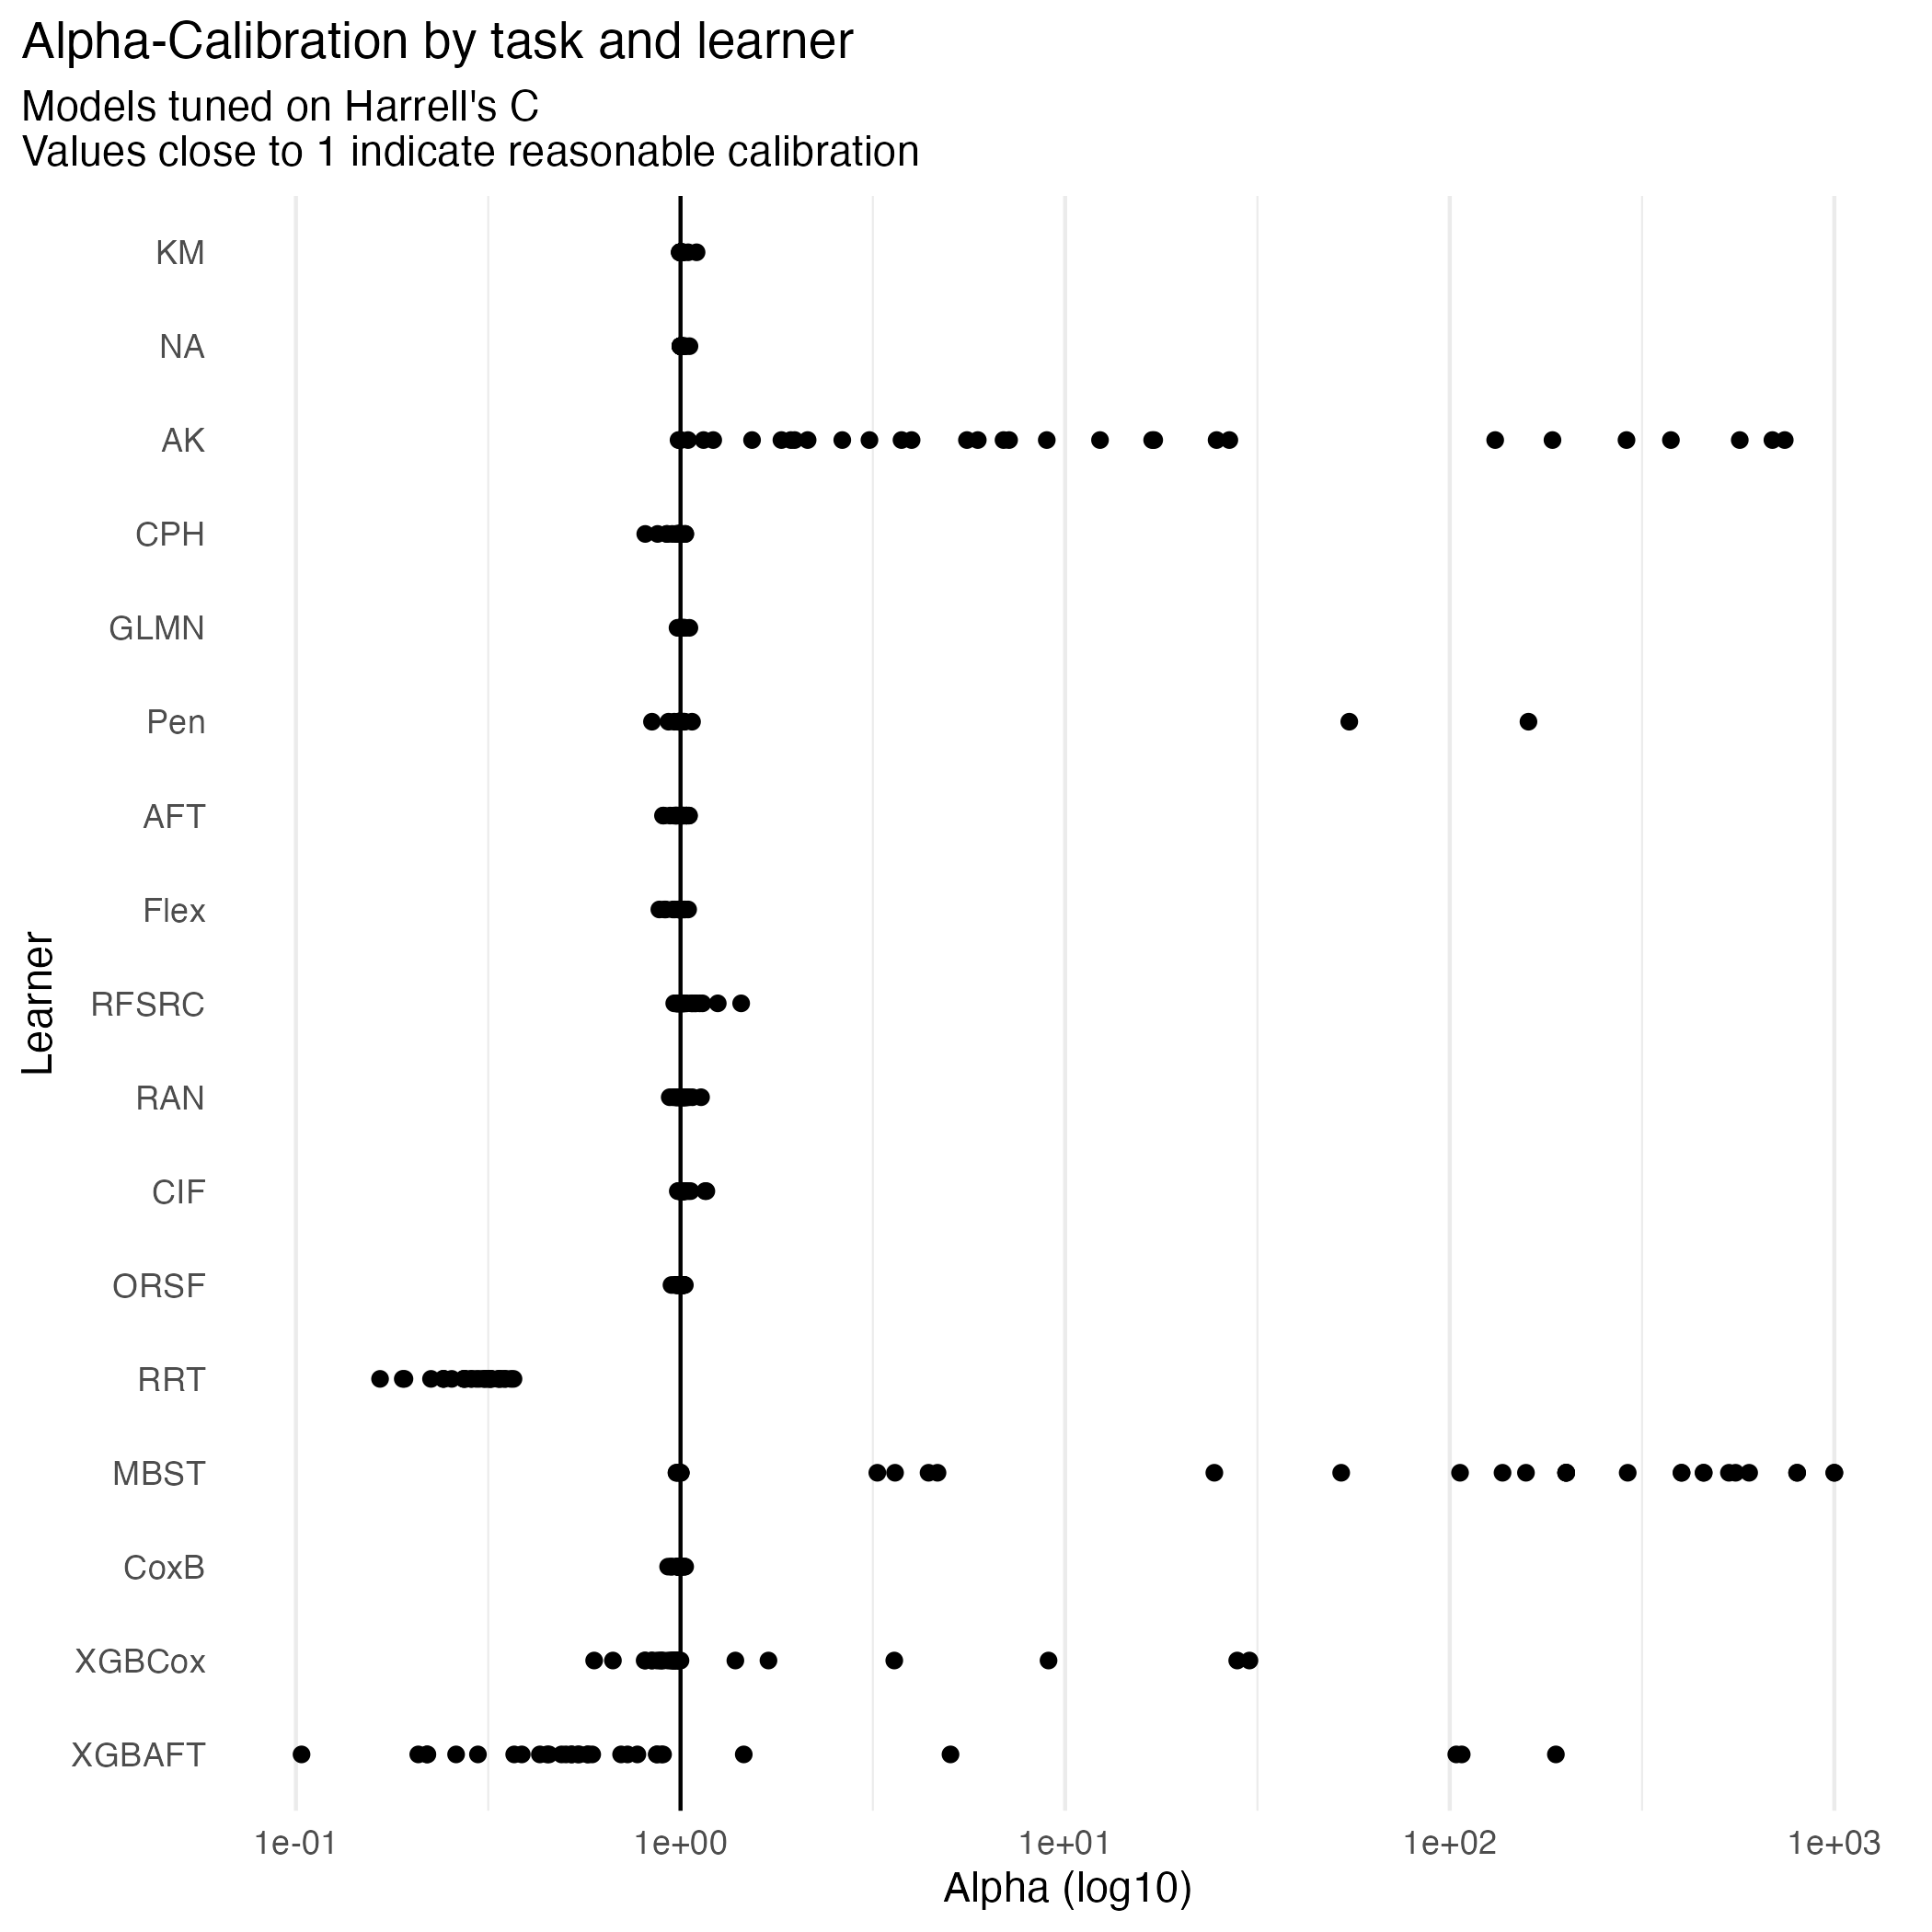 Alpha-Calibration by task and learner
Models tuned on Harrell's C
Values close to 1 indicate reasonable calibration
Learner
KM
NA
AK
CPH
GLMN
Pen
AFT
Flex
RFSRC
RAN
CIF
ORSF
RRT
MBST
CoxB
XGBCox
XGBAFT
1e-01 1e+00 1e+01 1e+02 1e+03
Alpha (log10)